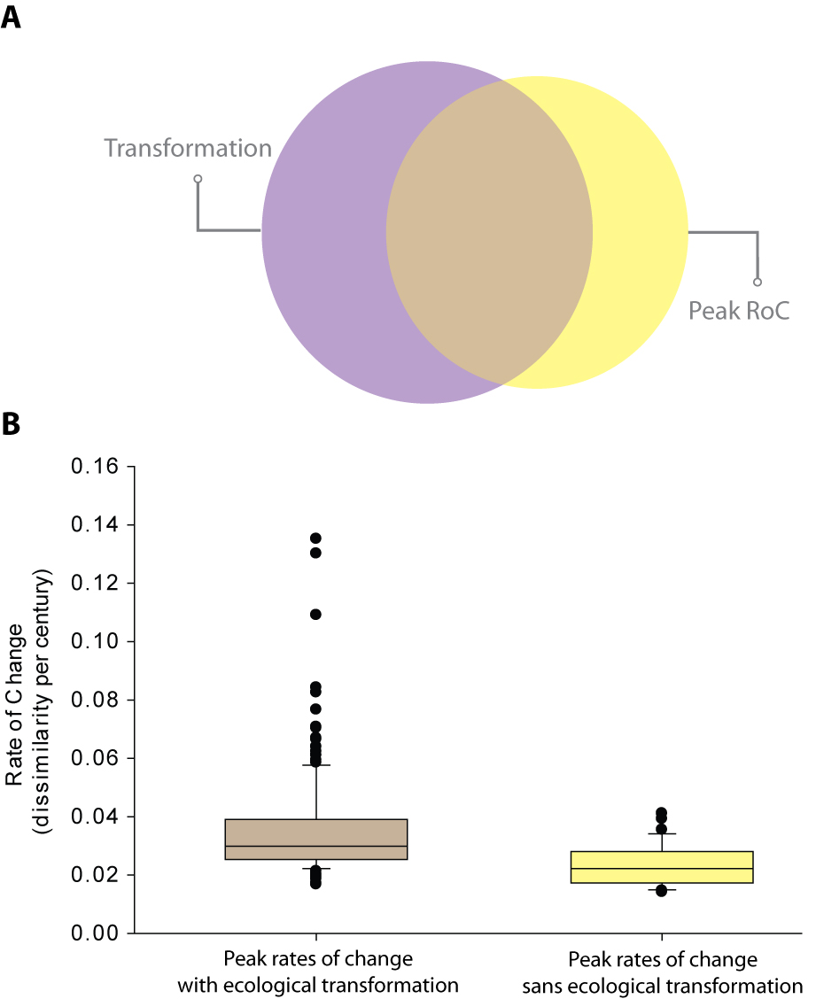 A
Transformation
Peak RoC
B
0.16
0.14
0.12
0.10
0.08
0.06
0.04
0.02
0.00
Rate of Change
(dissimilarity per century)
Peak rates of change
with ecological transformation
Peak rates of change
sans ecological transformation